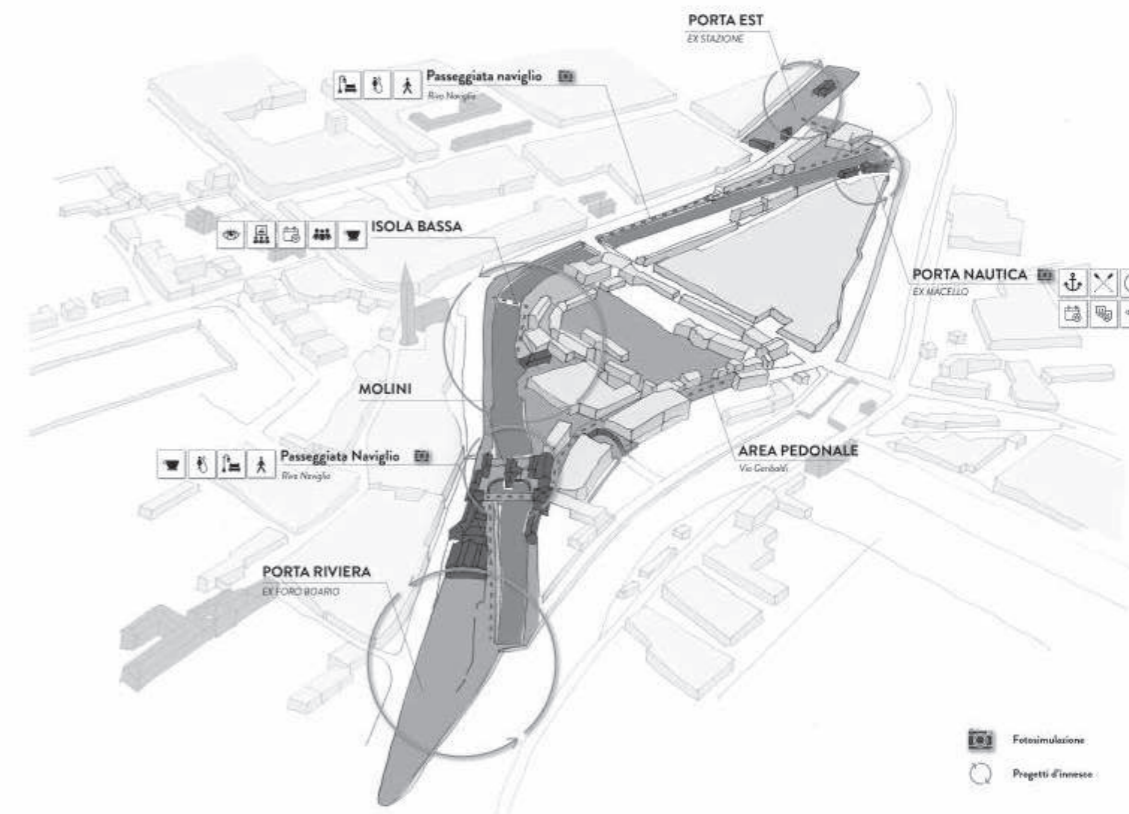 PORTA EST
EX STAZIONE
Passeggiata naviglio
Riva Naviglio
ISOLA BASSA
PORTA NAUTICA
EX MACELLO
MOLINI
Passeggiata Naviglio
Riva Naviglio
AREA PEDONALE
Via Garibaldi
PORTA RIVIERA
EX FORO BOARIO
Fotosimulazione
Progetti d'innesco